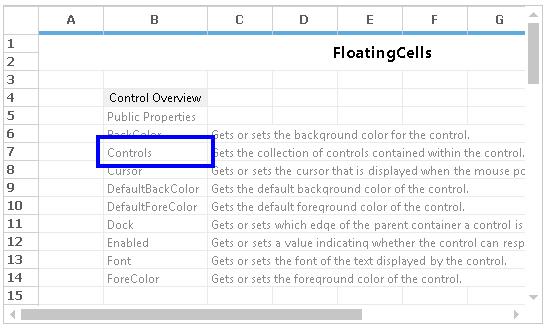 A B C D E F G
1
2 FloatingCells
3
4 Control Overview
5 Public Properties
6 BackColor Gets or sets the background color for the control.
7 Controls Gets the collection of controls contained within the control.
8 Cursor Gets or sets the cursor that is displayed when the mouse po
9 DefaultBackColor Gets the default background color of the control.
10 DefaultForeColor Gets the default foreground color of the control.
11 Dock Gets or sets which edge of the parent container a control is
12 Enabled Gets or sets a value indicating whether the control can resp
13 Font Gets or sets the font of the text displayed by the control.
14 ForeColor Gets or sets the foreground color of the control.
15